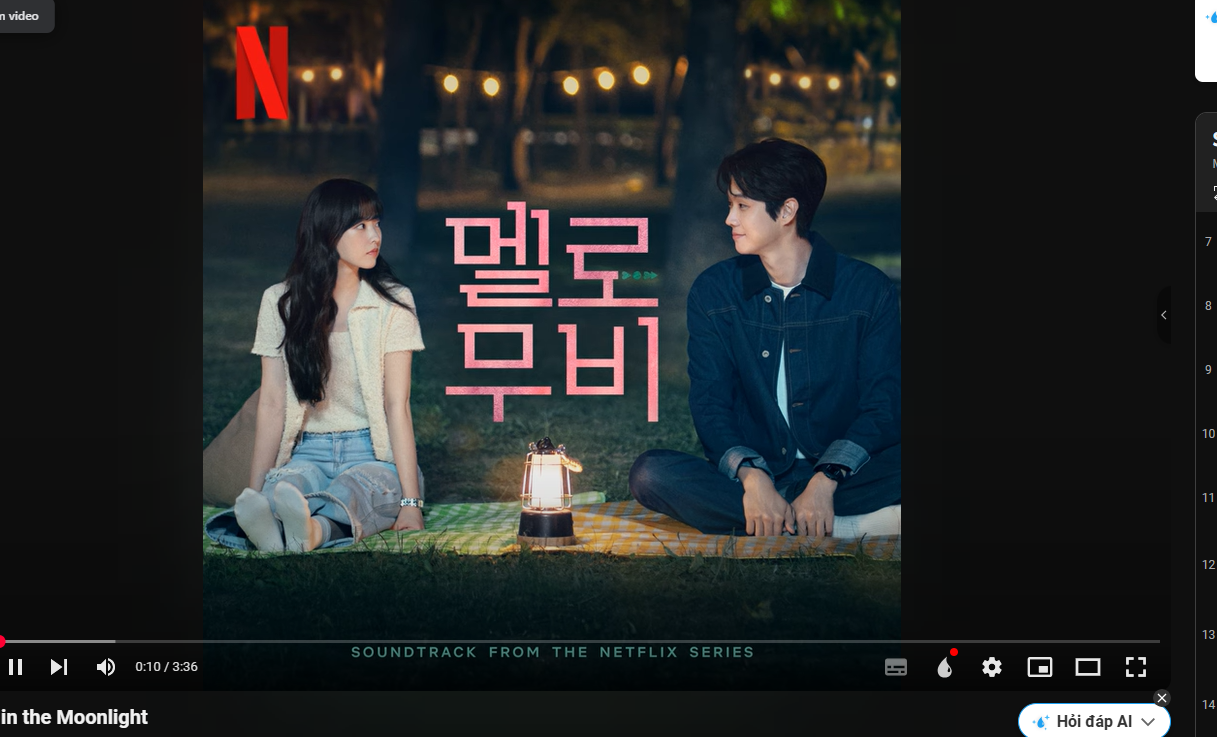 m video
N
멜로
무비
SOUNDTRACK FROM THE NETFLIX SERIES
0:10 / 3:36
in the Moonlight
Hỏi đáp AI
7
8
9
10
11
12
13
14